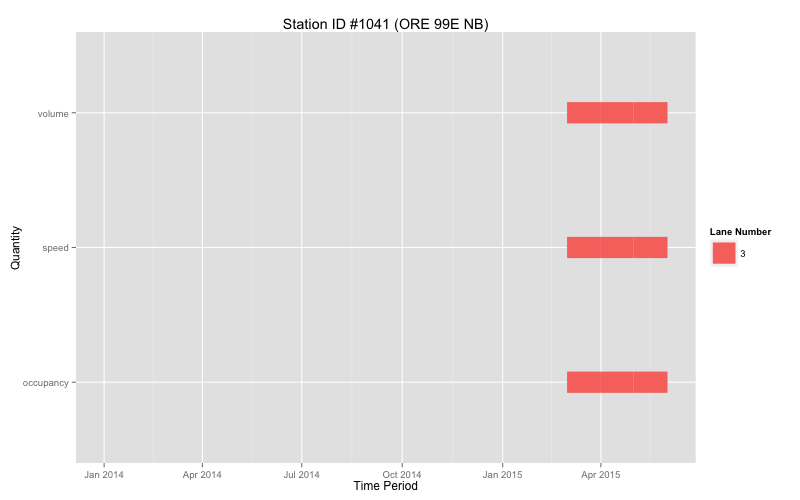 Station ID #1041 (ORE 99E NB)
volume
speed
occupancy
Quantity
Jan 2014
Apr 2014
Jul 2014
Oct 2014
Jan 2015
Apr 2015
Time Period
Lane Number
3